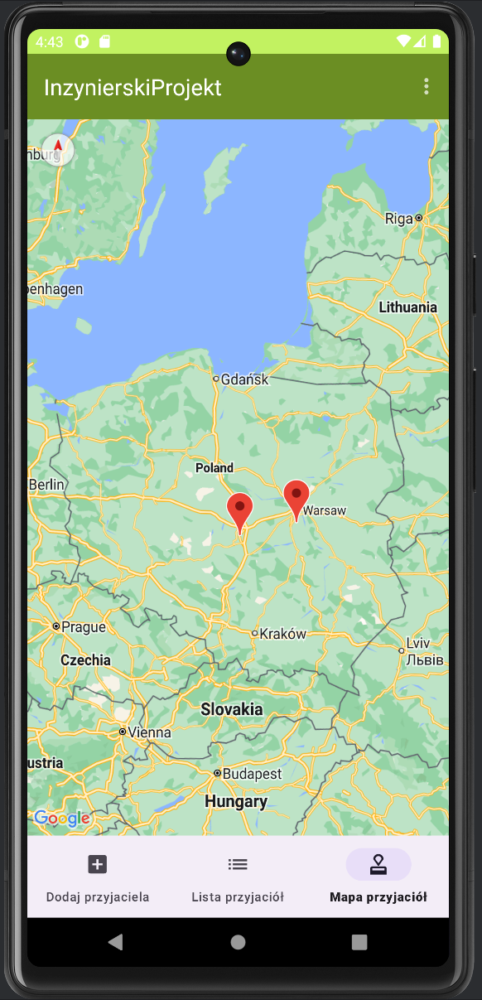 4:43
InzynierskiProjekt
nburg
Riga
penhagen
Lithuania
Gdańsk
Poland
Berlin
Warsaw
Prague
Kraków
Lviv
Львів
Czechia
Slovakia
Vienna
ustria
Budapest
Hungary
Google
Dodaj przyjaciela
Lista przyjaciół
Mapa przyjaciół